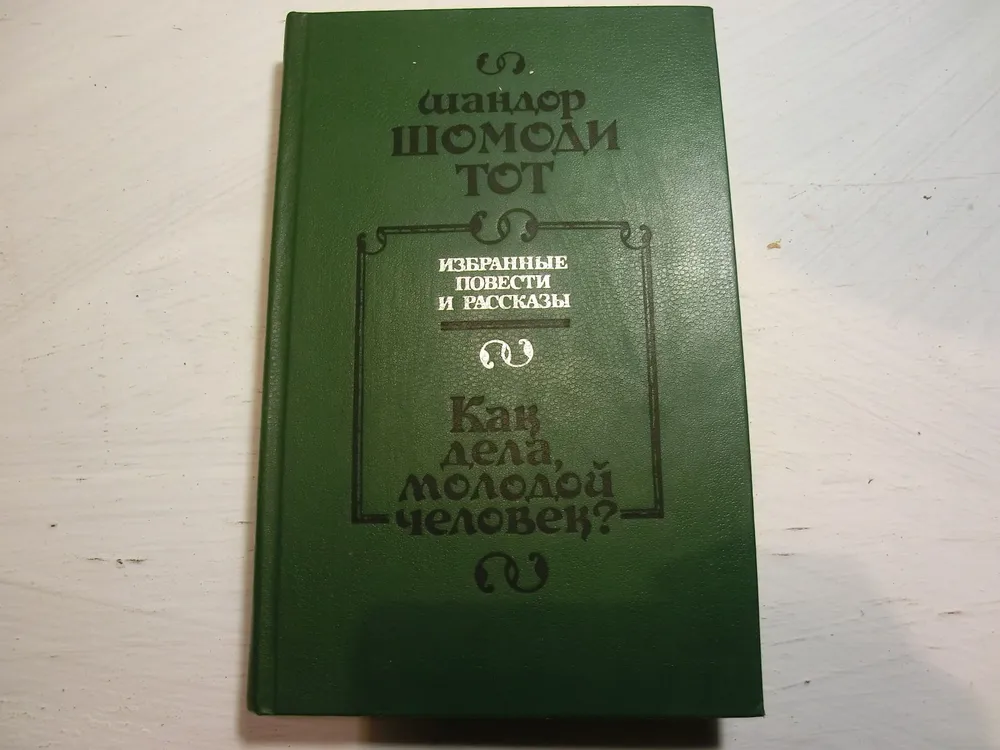 Шандор
ШОМОДИ
ТОТ
ИЗБРАННЫЕ
ПОВЕСТИ
И РАССКАЗЫ
Как
дела,
молодой
человек?